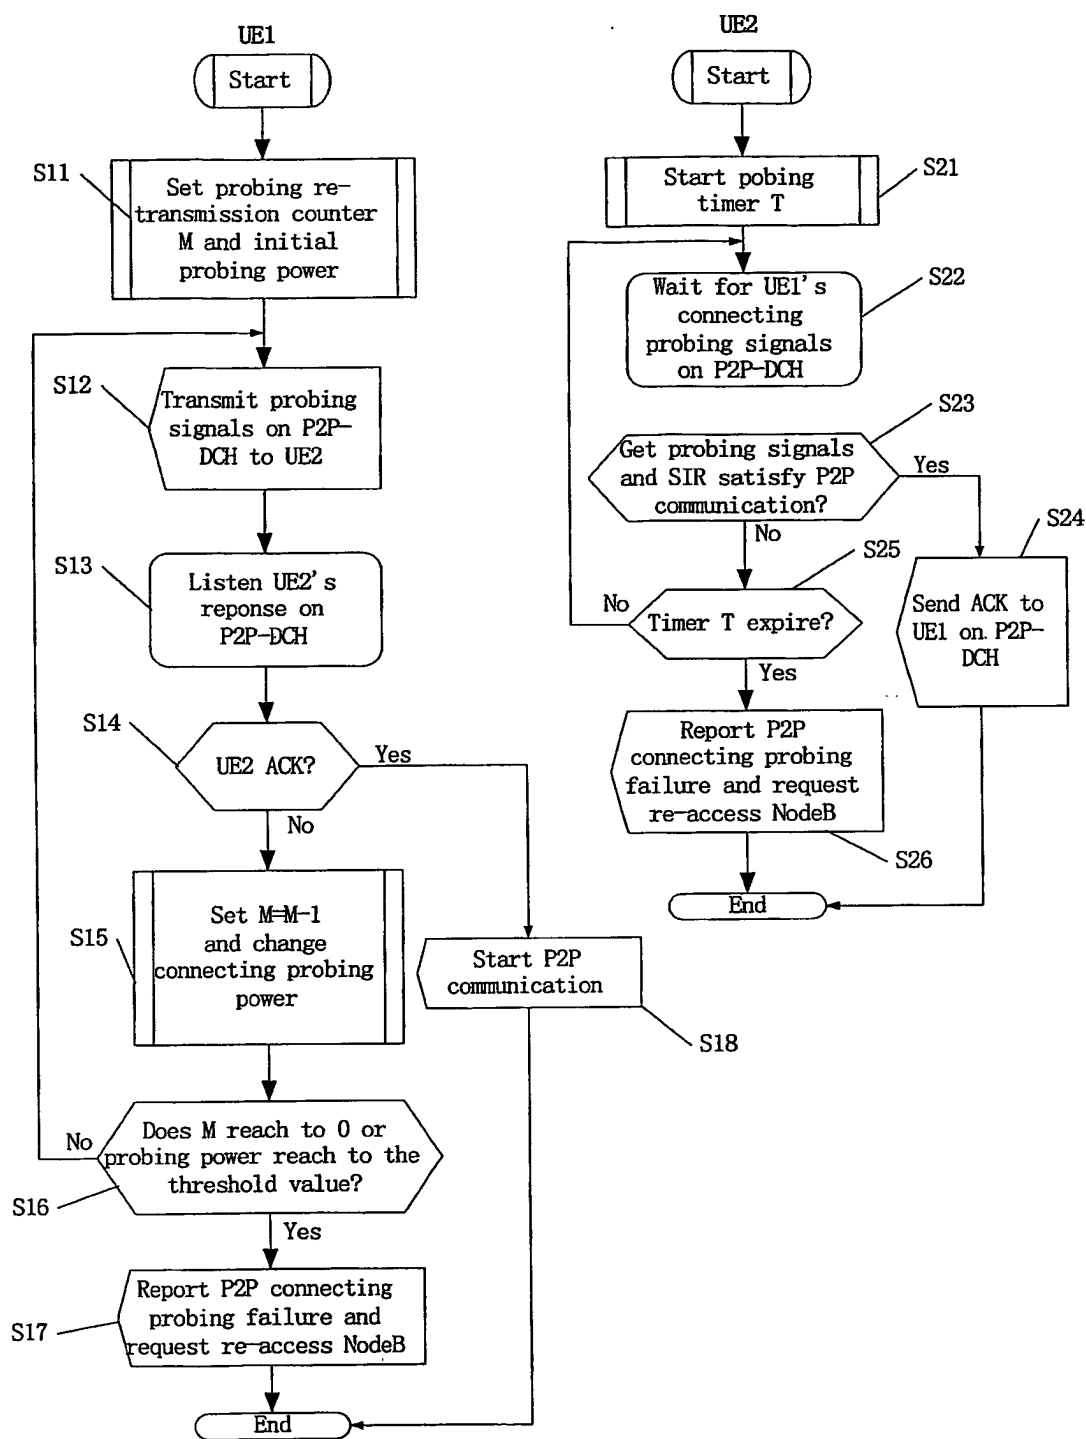 UE1
Start
S11
Set probing re-
transmission counter
M and initial
probing power
S12
Transmit probing
signals on P2P-
DCH to UE2
S13
Listen UE2's
reponse on
P2P-DCH
S14
UE2 ACK?
Yes
No
S15
Set M=M-1
and change
connecting probing
power
Start P2P
communication
S18
No
Does M reach to 0 or
probing power reach to the
threshold value?
S16
Yes
Report P2P connecting
probing failure and
request re-access NodeB
S17
End
UE2
Start
S21
Start pobing
timer T
S22
Wait for UE1's
connecting
probing signals
on P2P-DCH
S23
Get probing signals
and SIR satisfy P2P
communication?
Yes
No
S24
Send ACK to
UE1 on P2P-
DCH
S25
No
Timer T expire?
Yes
Report P2P
connecting probing
failure and request
re-access NodeB
S26
End